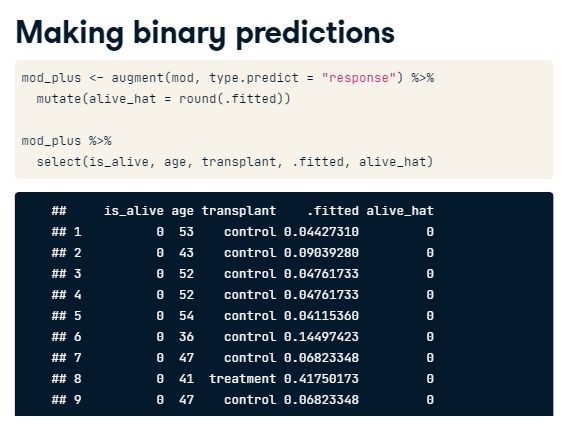 Making binary predictions
mod_plus <- augment(mod, type.predict = "response") %>%
  mutate(alive_hat = round(.fitted))
mod_plus %>%
  select(is_alive, age, transplant, .fitted, alive_hat)
##     is_alive age transplant    .fitted alive_hat
## 1          0  53    control 0.04427310         0
## 2          0  43    control 0.09039280         0
## 3          0  52    control 0.04761733         0
## 4          0  52    control 0.04761733         0
## 5          0  54    control 0.04115360         0
## 6          0  36    control 0.14497423         0
## 7          0  47    control 0.06823348         0
## 8          0  41  treatment 0.41750173         0
## 9          0  47    control 0.06823348         0